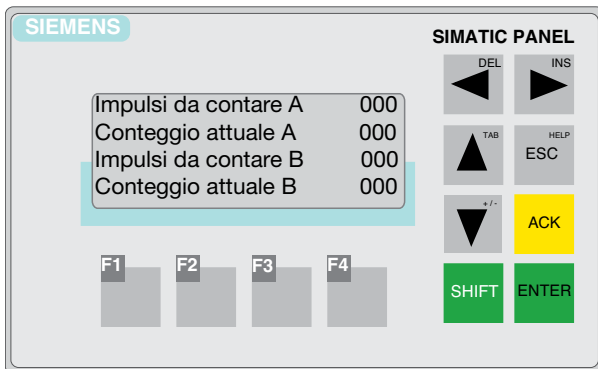 SIEMENS
SIMATIC PANEL
Impulsi da contare A 000
Conteggio attuale A 000
Impulsi da contare B 000
Conteggio attuale B 000
DEL
INS
TAB
HELP
ESC
+ / -
ACK
F1
F2
F3
F4
SHIFT
ENTER